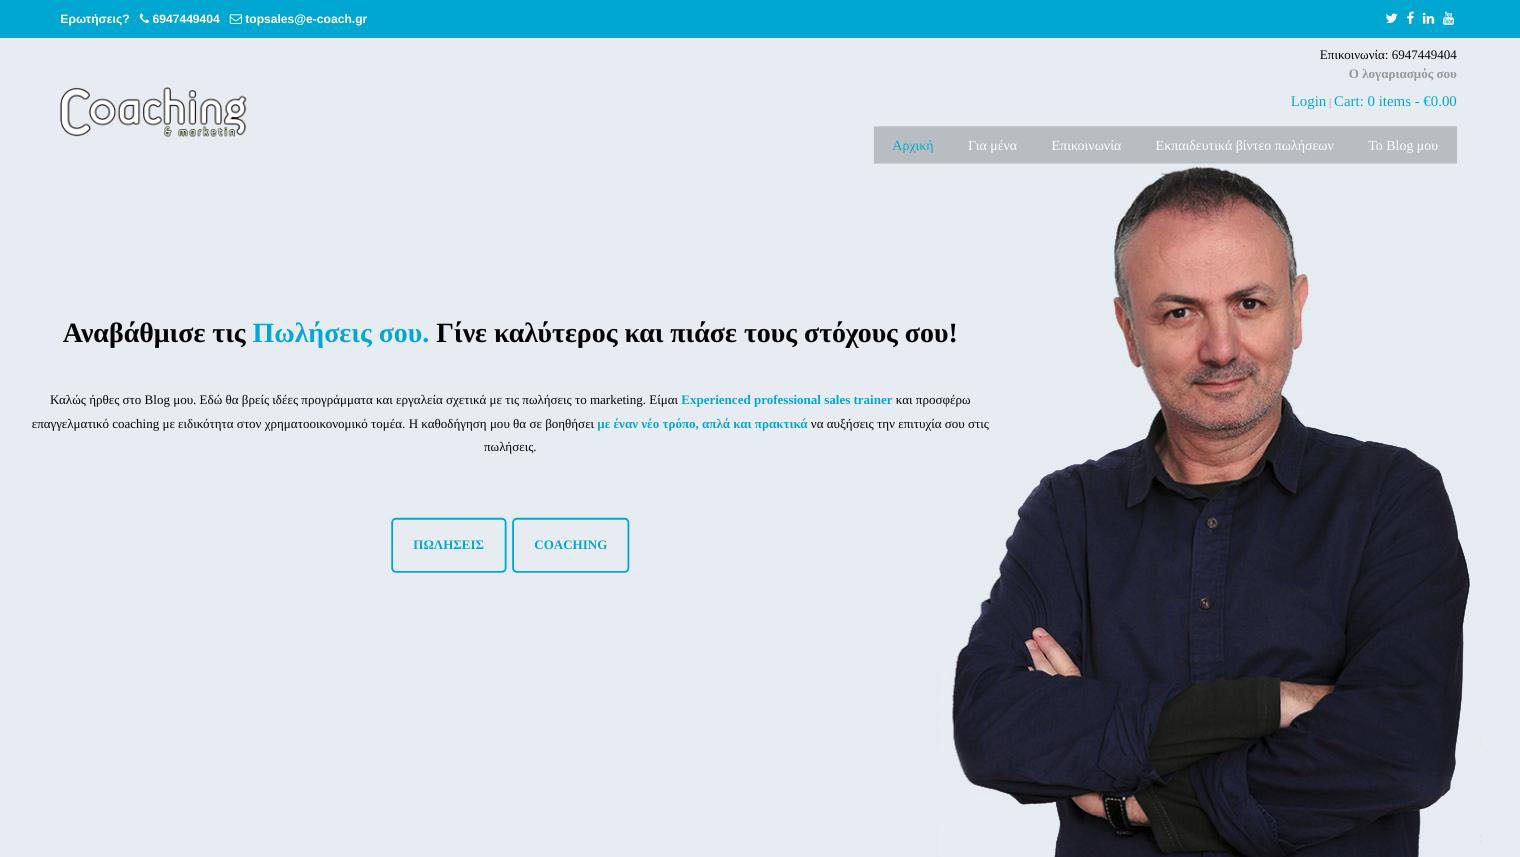 Ερωτήσεις? 6947449404 topsales@e-coach.gr
Επικοινωνία: 6947449404
Ο λογαριασμός σου
Login | Cart: 0 items - €0.00
Coaching
& marketin
Αρχική Για μένα Επικοινωνία Εκπαιδευτικά βίντεο πωλήσεων Το Blog μου
Αναβάθμισε τις Πωλήσεις σου. Γίνε καλύτερος και πιάσε τους στόχους σου!
Καλώς ήρθες στο Blog μου. Εδώ θα βρείς ιδέες προγράμματα και εργαλεία σχετικά με τις πωλήσεις το marketing. Είμαι Experienced professional sales trainer και προσφέρω
επαγγελματικό coaching με ειδικότητα στον χρηματοοικονομικό τομέα. Η καθοδήγηση μου θα σε βοηθήσει με έναν νέο τρόπο, απλά και πρακτικά να αυξήσεις την επιτυχία σου στις
πωλήσεις.
ΠΩΛΗΣΕΙΣ COACHING